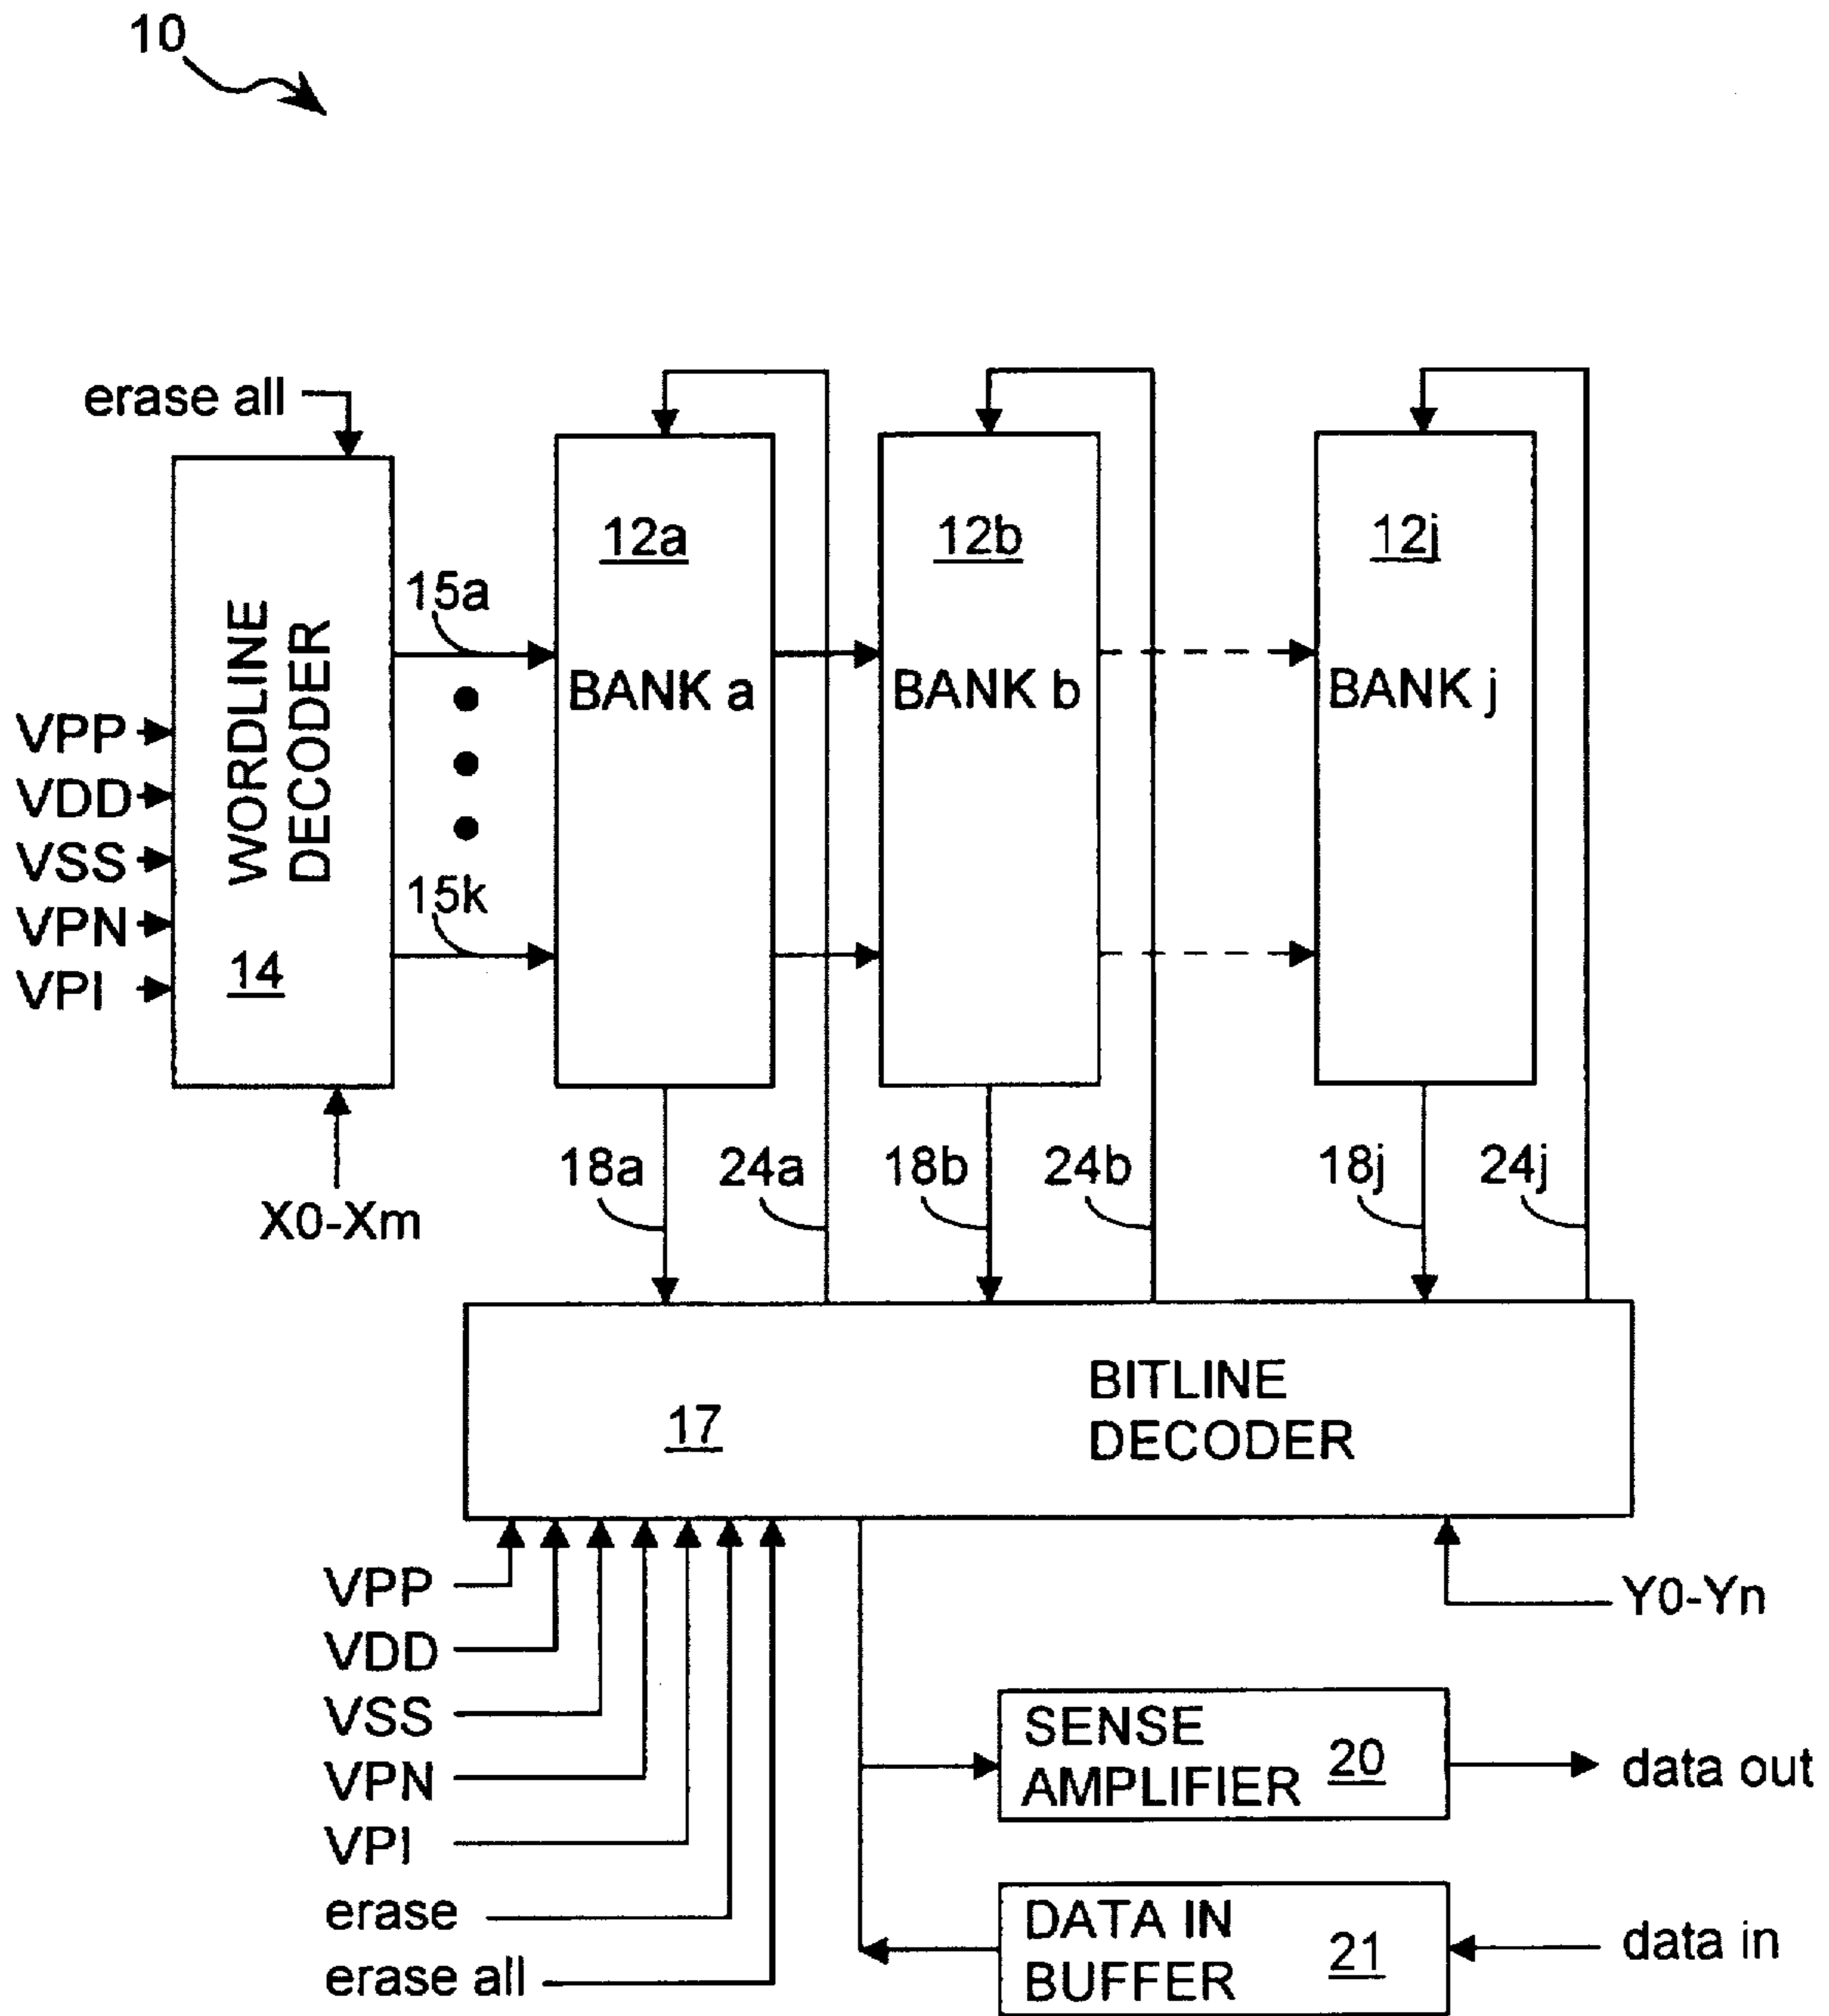 10
erase all
12a
12b
12j
15a
WORDLINE
DECODER
BANK a
BANK b
BANK j
VPP
VDD
VSS
VPN
VPI
15k
14
18a
24a
18b
24b
18j
24j
X0-Xm
BITLINE
DECODER
17
VPP
VDD
VSS
VPN
VPI
erase
erase all
Y0-Yn
SENSE
AMPLIFIER
20
data out
DATA IN
BUFFER
21
data in